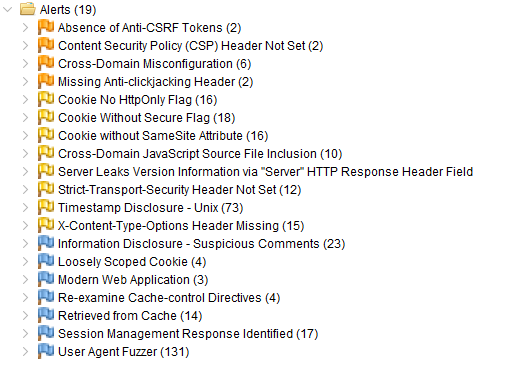 Alerts (19)
Absence of Anti-CSRF Tokens (2)
Content Security Policy (CSP) Header Not Set (2)
Cross-Domain Misconfiguration (6)
Missing Anti-clickjacking Header (2)
Cookie No HttpOnly Flag (16)
Cookie Without Secure Flag (18)
Cookie without SameSite Attribute (16)
Cross-Domain JavaScript Source File Inclusion (10)
Server Leaks Version Information via "Server" HTTP Response Header Field
Strict-Transport-Security Header Not Set (12)
Timestamp Disclosure - Unix (73)
X-Content-Type-Options Header Missing (15)
Information Disclosure - Suspicious Comments (23)
Loosely Scoped Cookie (4)
Modern Web Application (3)
Re-examine Cache-control Directives (4)
Retrieved from Cache (14)
Session Management Response Identified (17)
User Agent Fuzzer (131)